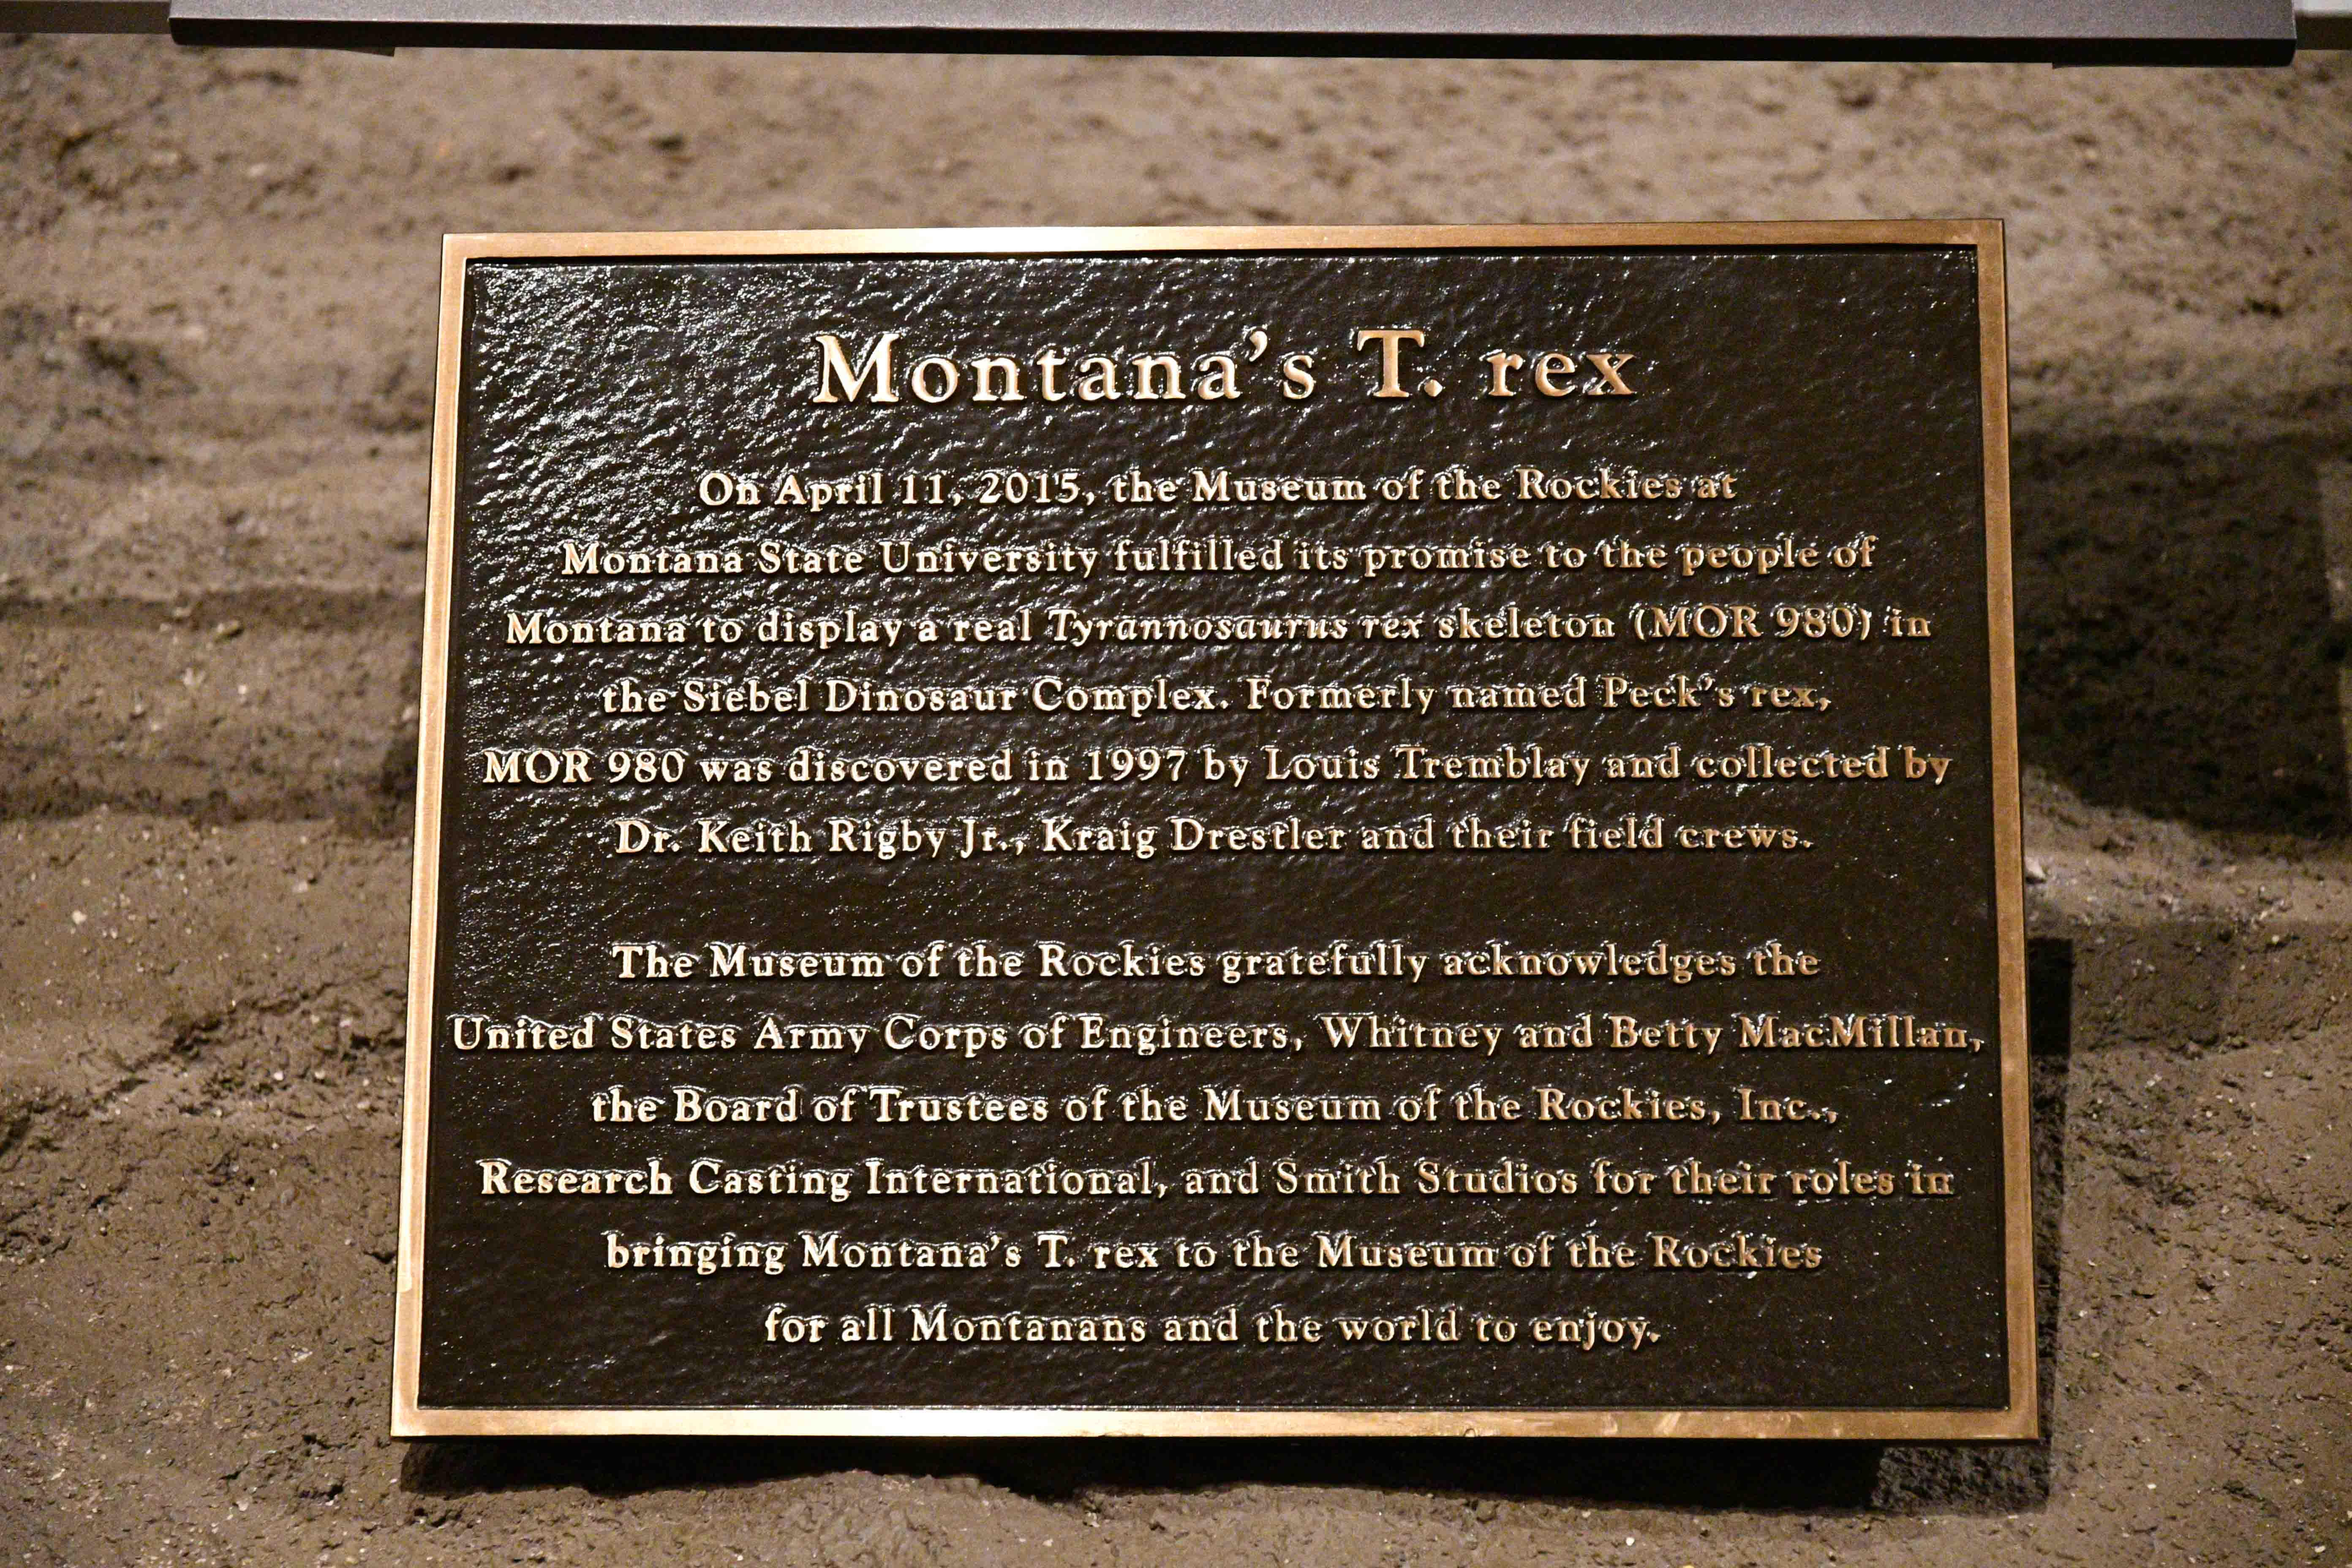 Montana's T. rex
On April 11, 2015, the Museum of the Rockies at
Montana State University fulfilled its promise to the people of
Montana to display a real Tyrannosaurus rex skeleton (MOR 980) in
the Siebel Dinosaur Complex. Formerly named Peck's rex,
MOR 980 was discovered in 1997 by Louis Tremblay and collected by
Dr. Keith Rigby Jr., Kraig Drestler and their field crews.
The Museum of the Rockies gratefully acknowledges the
United States Army Corps of Engineers, Whitney and Betty MacMillan,
the Board of Trustees of the Museum of the Rockies, Inc.,
Research Casting International, and Smith Studios for their roles in
bringing Montana's T. rex to the Museum of the Rockies
for all Montanans and the world to enjoy.